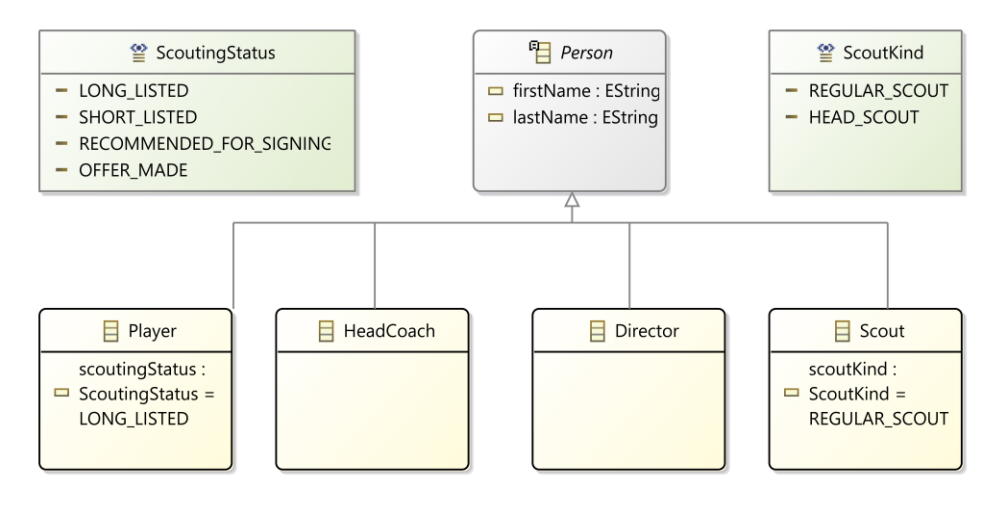 ScoutingStatus
LONG_LISTED
SHORT_LISTED
RECOMMENDED_FOR_SIGNING
OFFER_MADE
Person
firstName : EString
lastName : EString
ScoutKind
REGULAR_SCOUT
HEAD_SCOUT
Player
scoutingStatus :
ScoutingStatus =
LONG_LISTED
HeadCoach
Director
Scout
scoutKind :
ScoutKind =
REGULAR_SCOUT